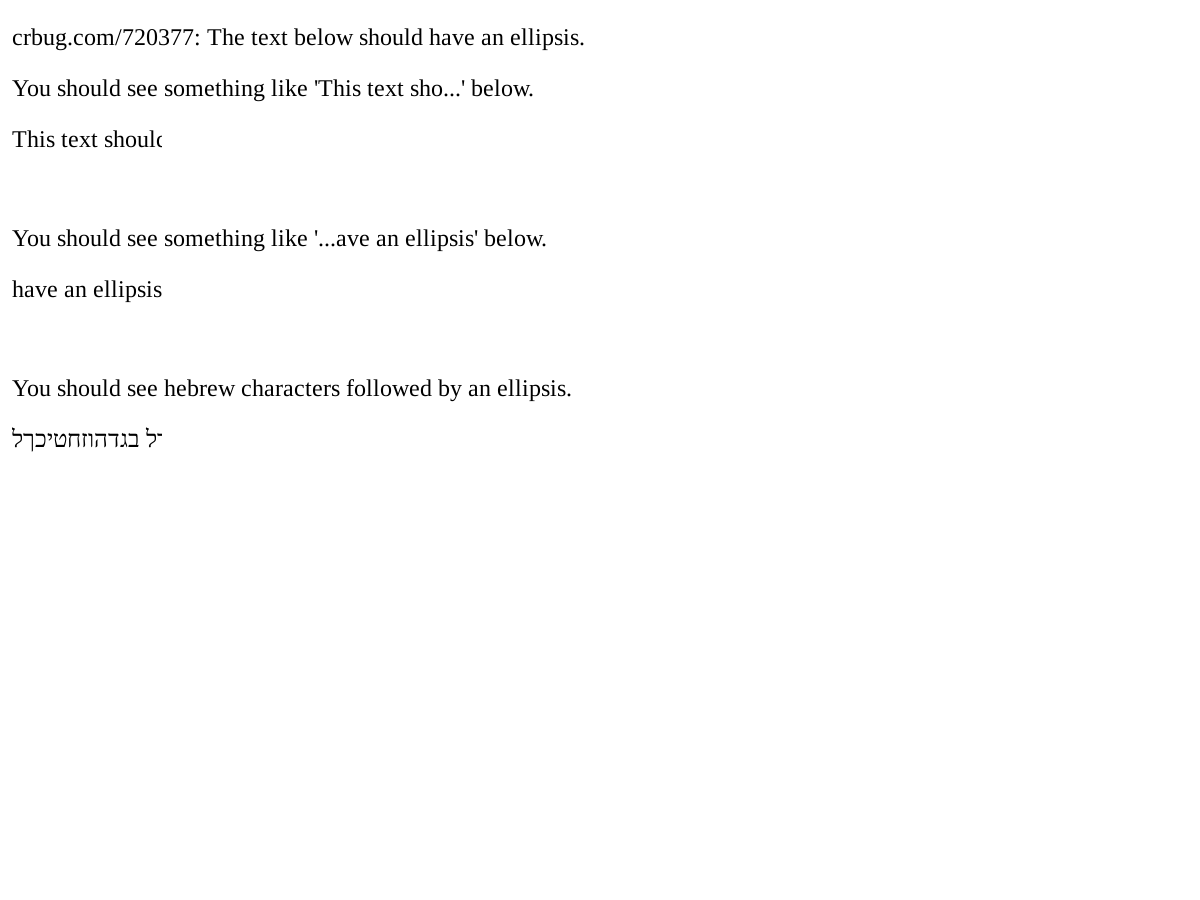 crbug.com/720377: The text below should have an ellipsis.
You should see something like 'This text sho...' below.
This text should
You should see something like '...ave an ellipsis' below.
have an ellipsis
You should see hebrew characters followed by an ellipsis.
ל בגדהוזחטיכךל